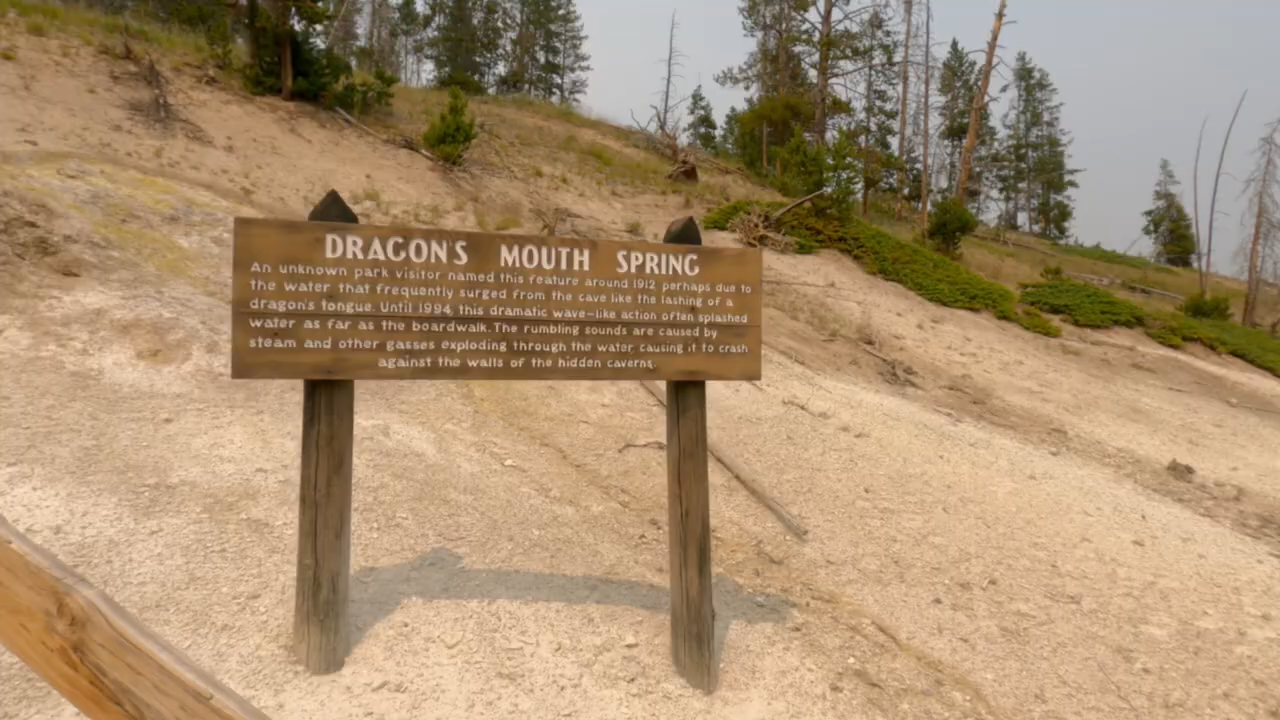 DRAGON'S MOUTH SPRING
An unknown park visitor named this feature around 1912 perhaps due to
the water that frequently surged from the cave like the lashing of a
dragon's tongue. Until 1994, this dramatic wave-like action often splashed
water as far as the boardwalk. The rumbling sounds are caused by
steam and other gasses exploding through the water, causing it to crash
against the walls of the hidden caverns.